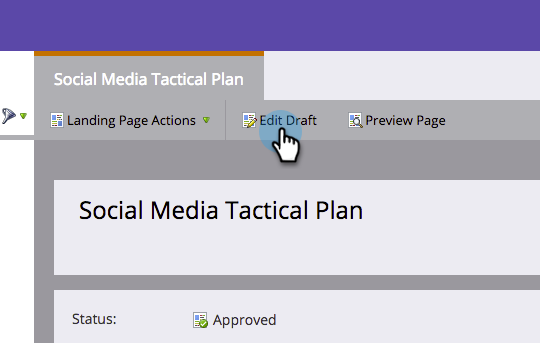 Social Media Tactical Plan
Landing Page Actions Edit Draft Preview Page
Social Media Tactical Plan
Status: Approved